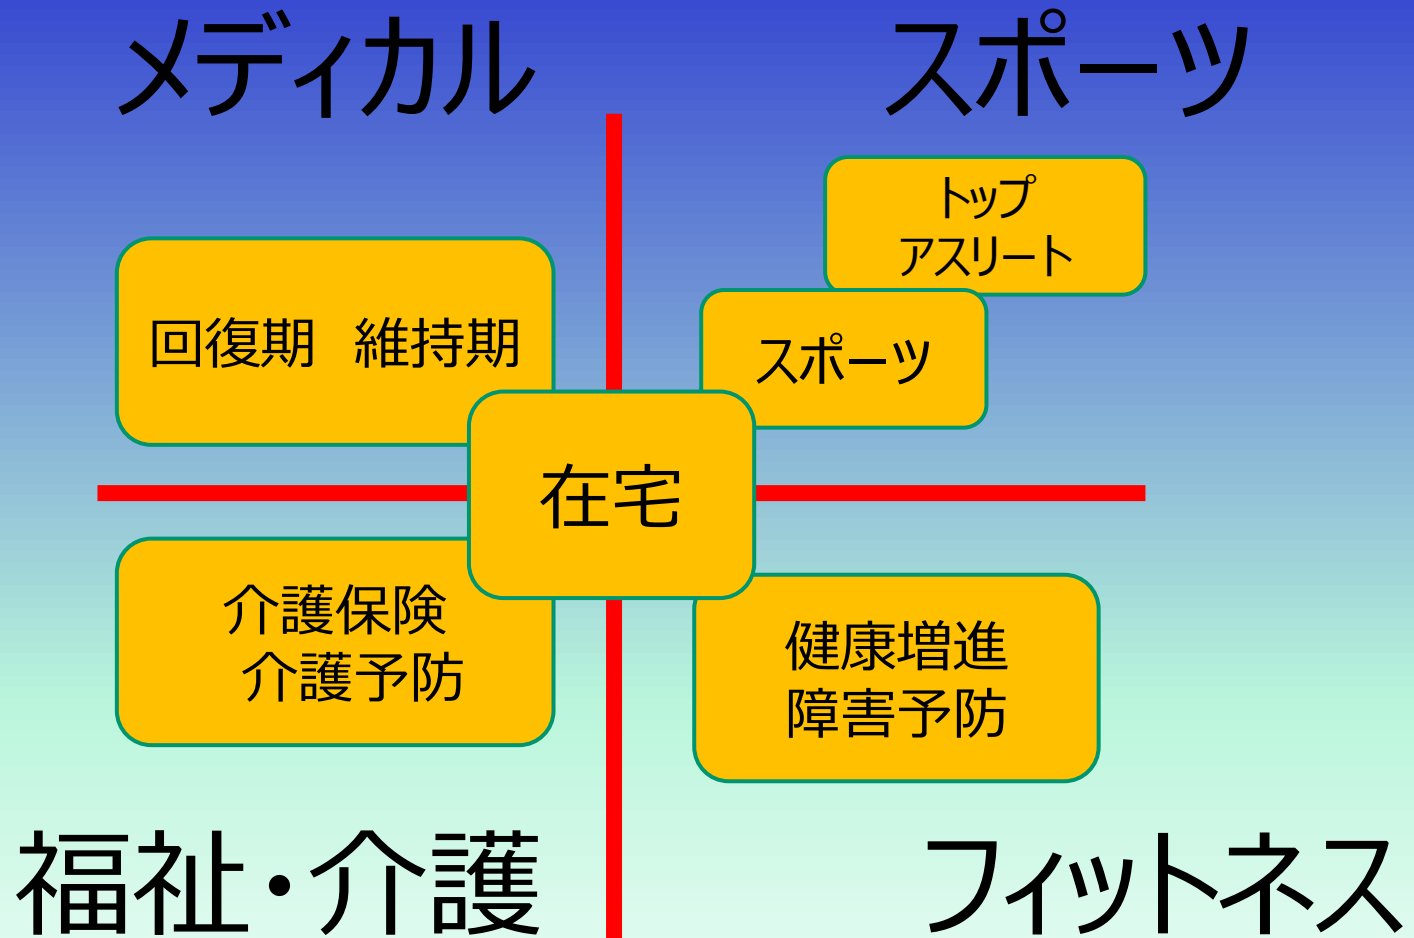 メディカル
スポーツ
トップ
アスリート
回復期　維持期
スポーツ
在宅
介護保険
介護予防
健康増進
障害予防
福祉・介護
フィットネス